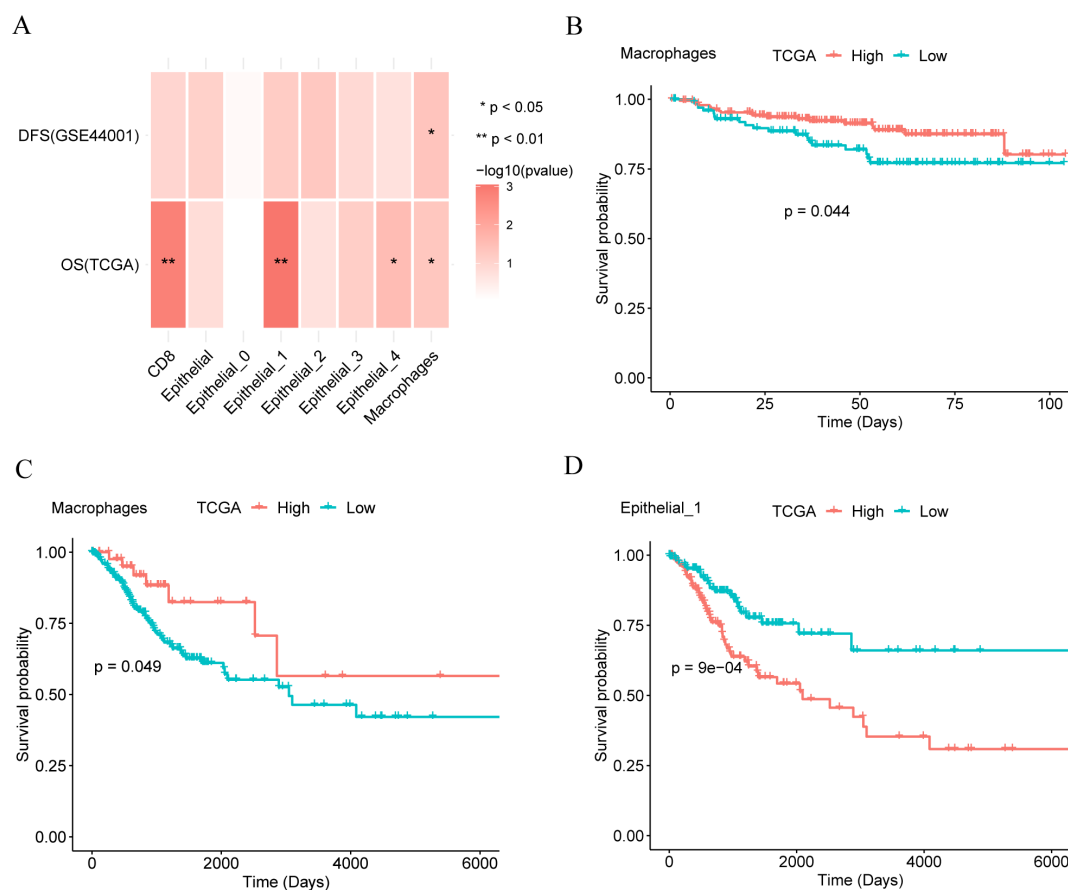 A
DFS(GSE44001)
OS(TCGA)
*
**
**
*
*
CD8
Epithelial
Epithelial_0
Epithelial_1
Epithelial_2
Epithelial_3
Epithelial_4
Macrophages
* p < 0.05
** p < 0.01
−log10(pvalue)
3
2
1
B
Macrophages TCGA High Low
Survival probability
1.00
0.75
0.50
0.25
0.00
p = 0.044
0 25 50 75 100
Time (Days)
C
Macrophages TCGA High Low
Survival probability
1.00
0.75
0.50
0.25
0.00
p = 0.049
0 2000 4000 6000
Time (Days)
D
Epithelial_1 TCGA High Low
Survival probability
1.00
0.75
0.50
0.25
0.00
p = 9e−04
0 2000 4000 6000
Time (Days)